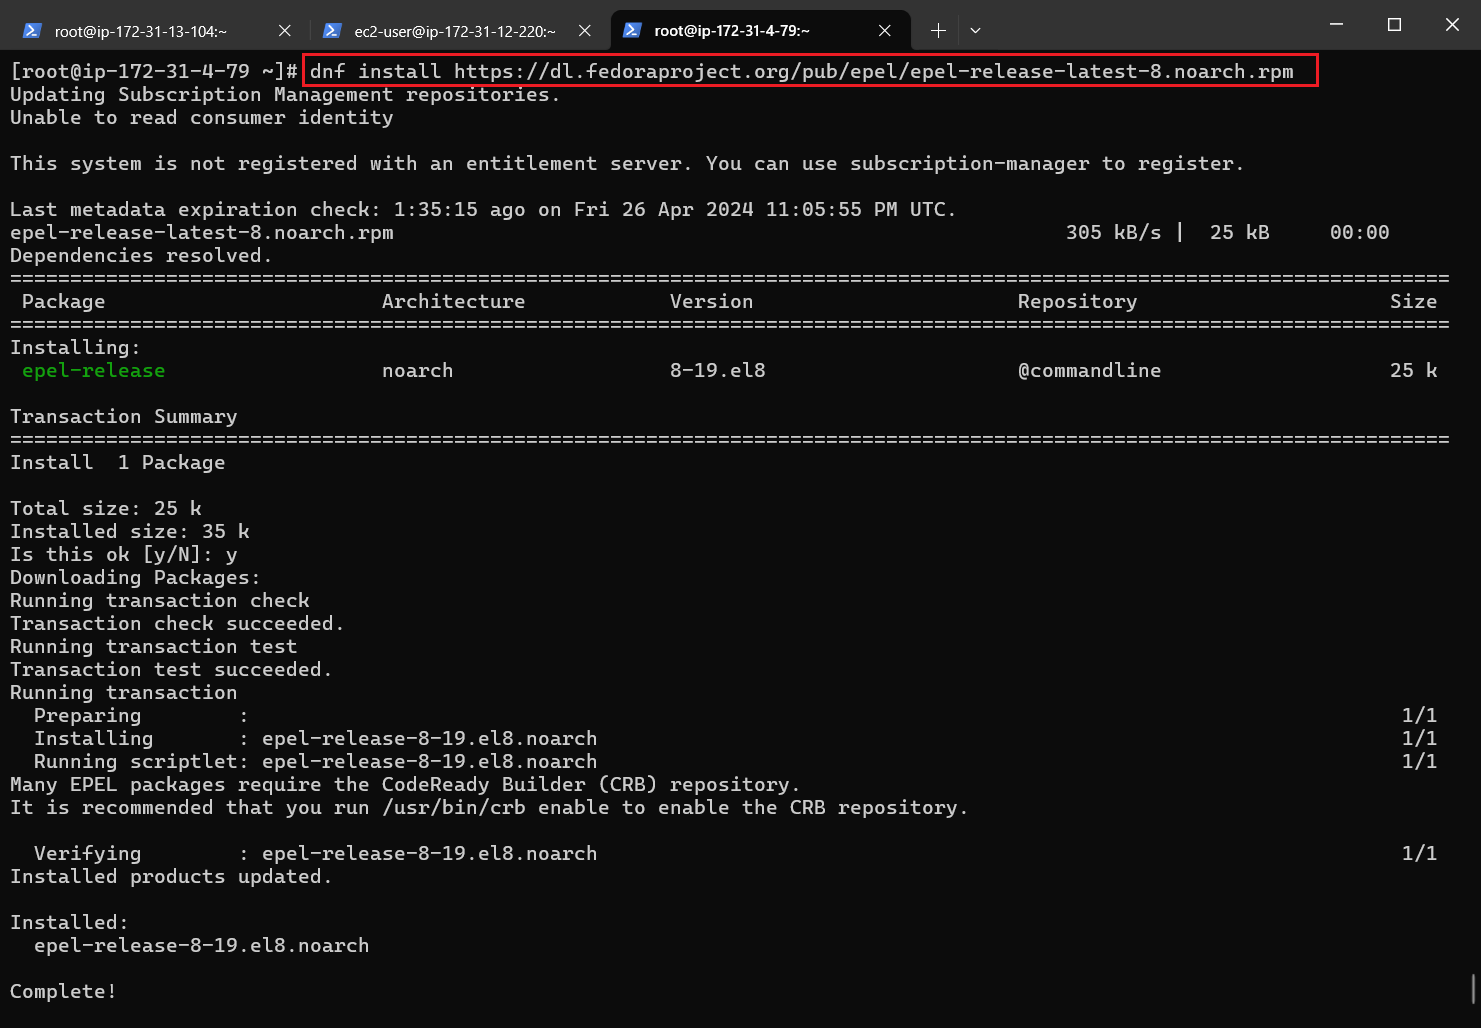 root@ip-172-31-13-104:~ ec2-user@ip-172-31-12-220:~ root@ip-172-31-4-79:~
[root@ip-172-31-4-79 ~]# dnf install https://dl.fedoraproject.org/pub/epel/epel-release-latest-8.noarch.rpm
Updating Subscription Management repositories.
Unable to read consumer identity
This system is not registered with an entitlement server. You can use subscription-manager to register.
Last metadata expiration check: 1:35:15 ago on Fri 26 Apr 2024 11:05:55 PM UTC.
epel-release-latest-8.noarch.rpm 305 kB/s | 25 kB 00:00
Dependencies resolved.
========================================================================================================================
Package Architecture Version Repository Size
========================================================================================================================
Installing:
epel-release noarch 8-19.el8 @commandline 25 k
Transaction Summary
========================================================================================================================
Install 1 Package
Total size: 25 k
Installed size: 35 k
Is this ok [y/N]: y
Downloading Packages:
Running transaction check
Transaction check succeeded.
Running transaction test
Transaction test succeeded.
Running transaction
Preparing : 1/1
Installing : epel-release-8-19.el8.noarch 1/1
Running scriptlet: epel-release-8-19.el8.noarch 1/1
Many EPEL packages require the CodeReady Builder (CRB) repository.
It is recommended that you run /usr/bin/crb enable to enable the CRB repository.
Verifying : epel-release-8-19.el8.noarch 1/1
Installed products updated.
Installed:
epel-release-8-19.el8.noarch
Complete!